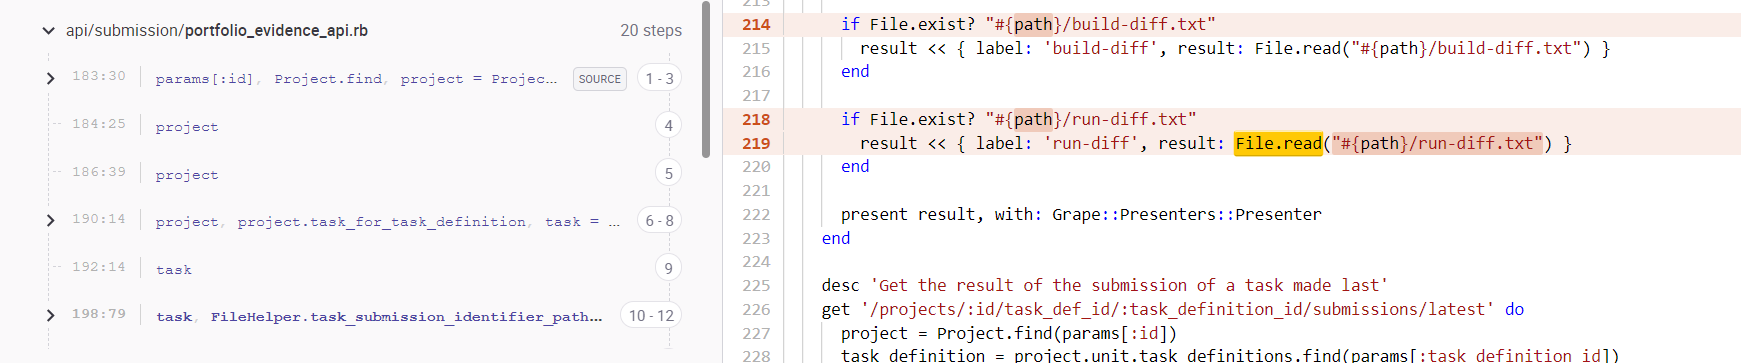 api/submission/portfolio_evidence_api.rb 20 steps
183:30 params[:id], Project.find, project = Projec... SOURCE 1 - 3
184:25 project 4
186:39 project 5
190:14 project, project.task_for_task_definition, task = ... 6 - 8
192:14 task 9
198:79 task, FileHelper.task_submission_identifier_path... 10 - 12
213
214 if File.exist? "#{path}/build-diff.txt"
215 result << { label: 'build-diff', result: File.read("#{path}/build-diff.txt") }
216 end
217
218 if File.exist? "#{path}/run-diff.txt"
219 result << { label: 'run-diff', result: File.read("#{path}/run-diff.txt") }
220 end
221
222 present result, with: Grape::Presenters::Presenter
223 end
224
225 desc 'Get the result of the submission of a task made last'
226 get '/projects/:id/task_def_id/:task_definition_id/submissions/latest' do
227 project = Project.find(params[:id])
228 task_definition = project.unit.task_definitions.find(params[:task_definition_id])